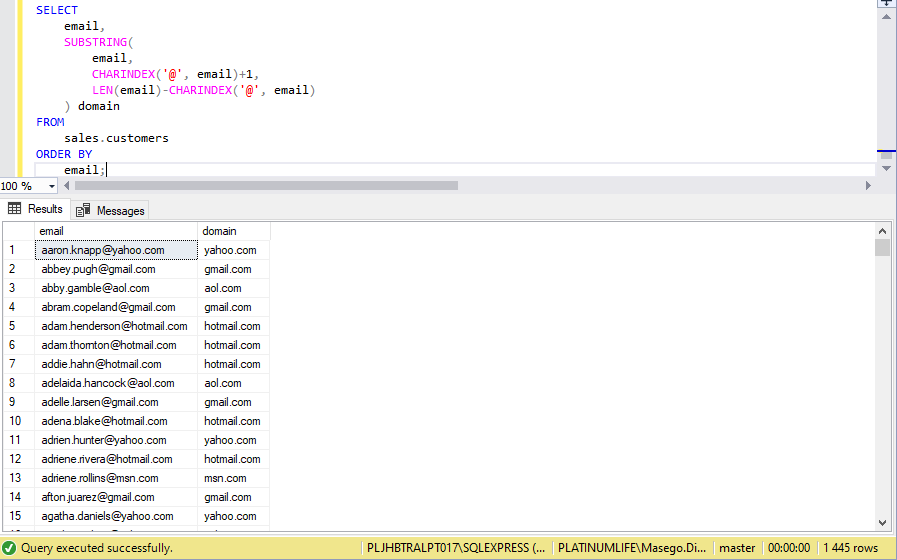 SELECT
email,
SUBSTRING(
email,
CHARINDEX('@', email)+1,
LEN(email)-CHARINDEX('@', email)
) domain
FROM
sales.customers
ORDER BY
email;
100 %
Results Messages
email domain
1 aaron.knapp@yahoo.com yahoo.com
2 abbey.pugh@gmail.com gmail.com
3 abby.gamble@aol.com aol.com
4 abram.copeland@gmail.com gmail.com
5 adam.henderson@hotmail.com hotmail.com
6 adam.thornton@hotmail.com hotmail.com
7 addie.hahn@hotmail.com hotmail.com
8 adelaida.hancock@aol.com aol.com
9 adelle.larsen@gmail.com gmail.com
10 adena.blake@hotmail.com hotmail.com
11 adrien.hunter@yahoo.com yahoo.com
12 adriene.rivera@hotmail.com hotmail.com
13 adriene.rollins@msn.com msn.com
14 afton.juarez@gmail.com gmail.com
15 agatha.daniels@yahoo.com yahoo.com
Query executed successfully. PLJHBTRALPT017\SQLEXPRESS (... PLATINUMLIFE\Masego.Di... master 00:00:00 1 445 rows